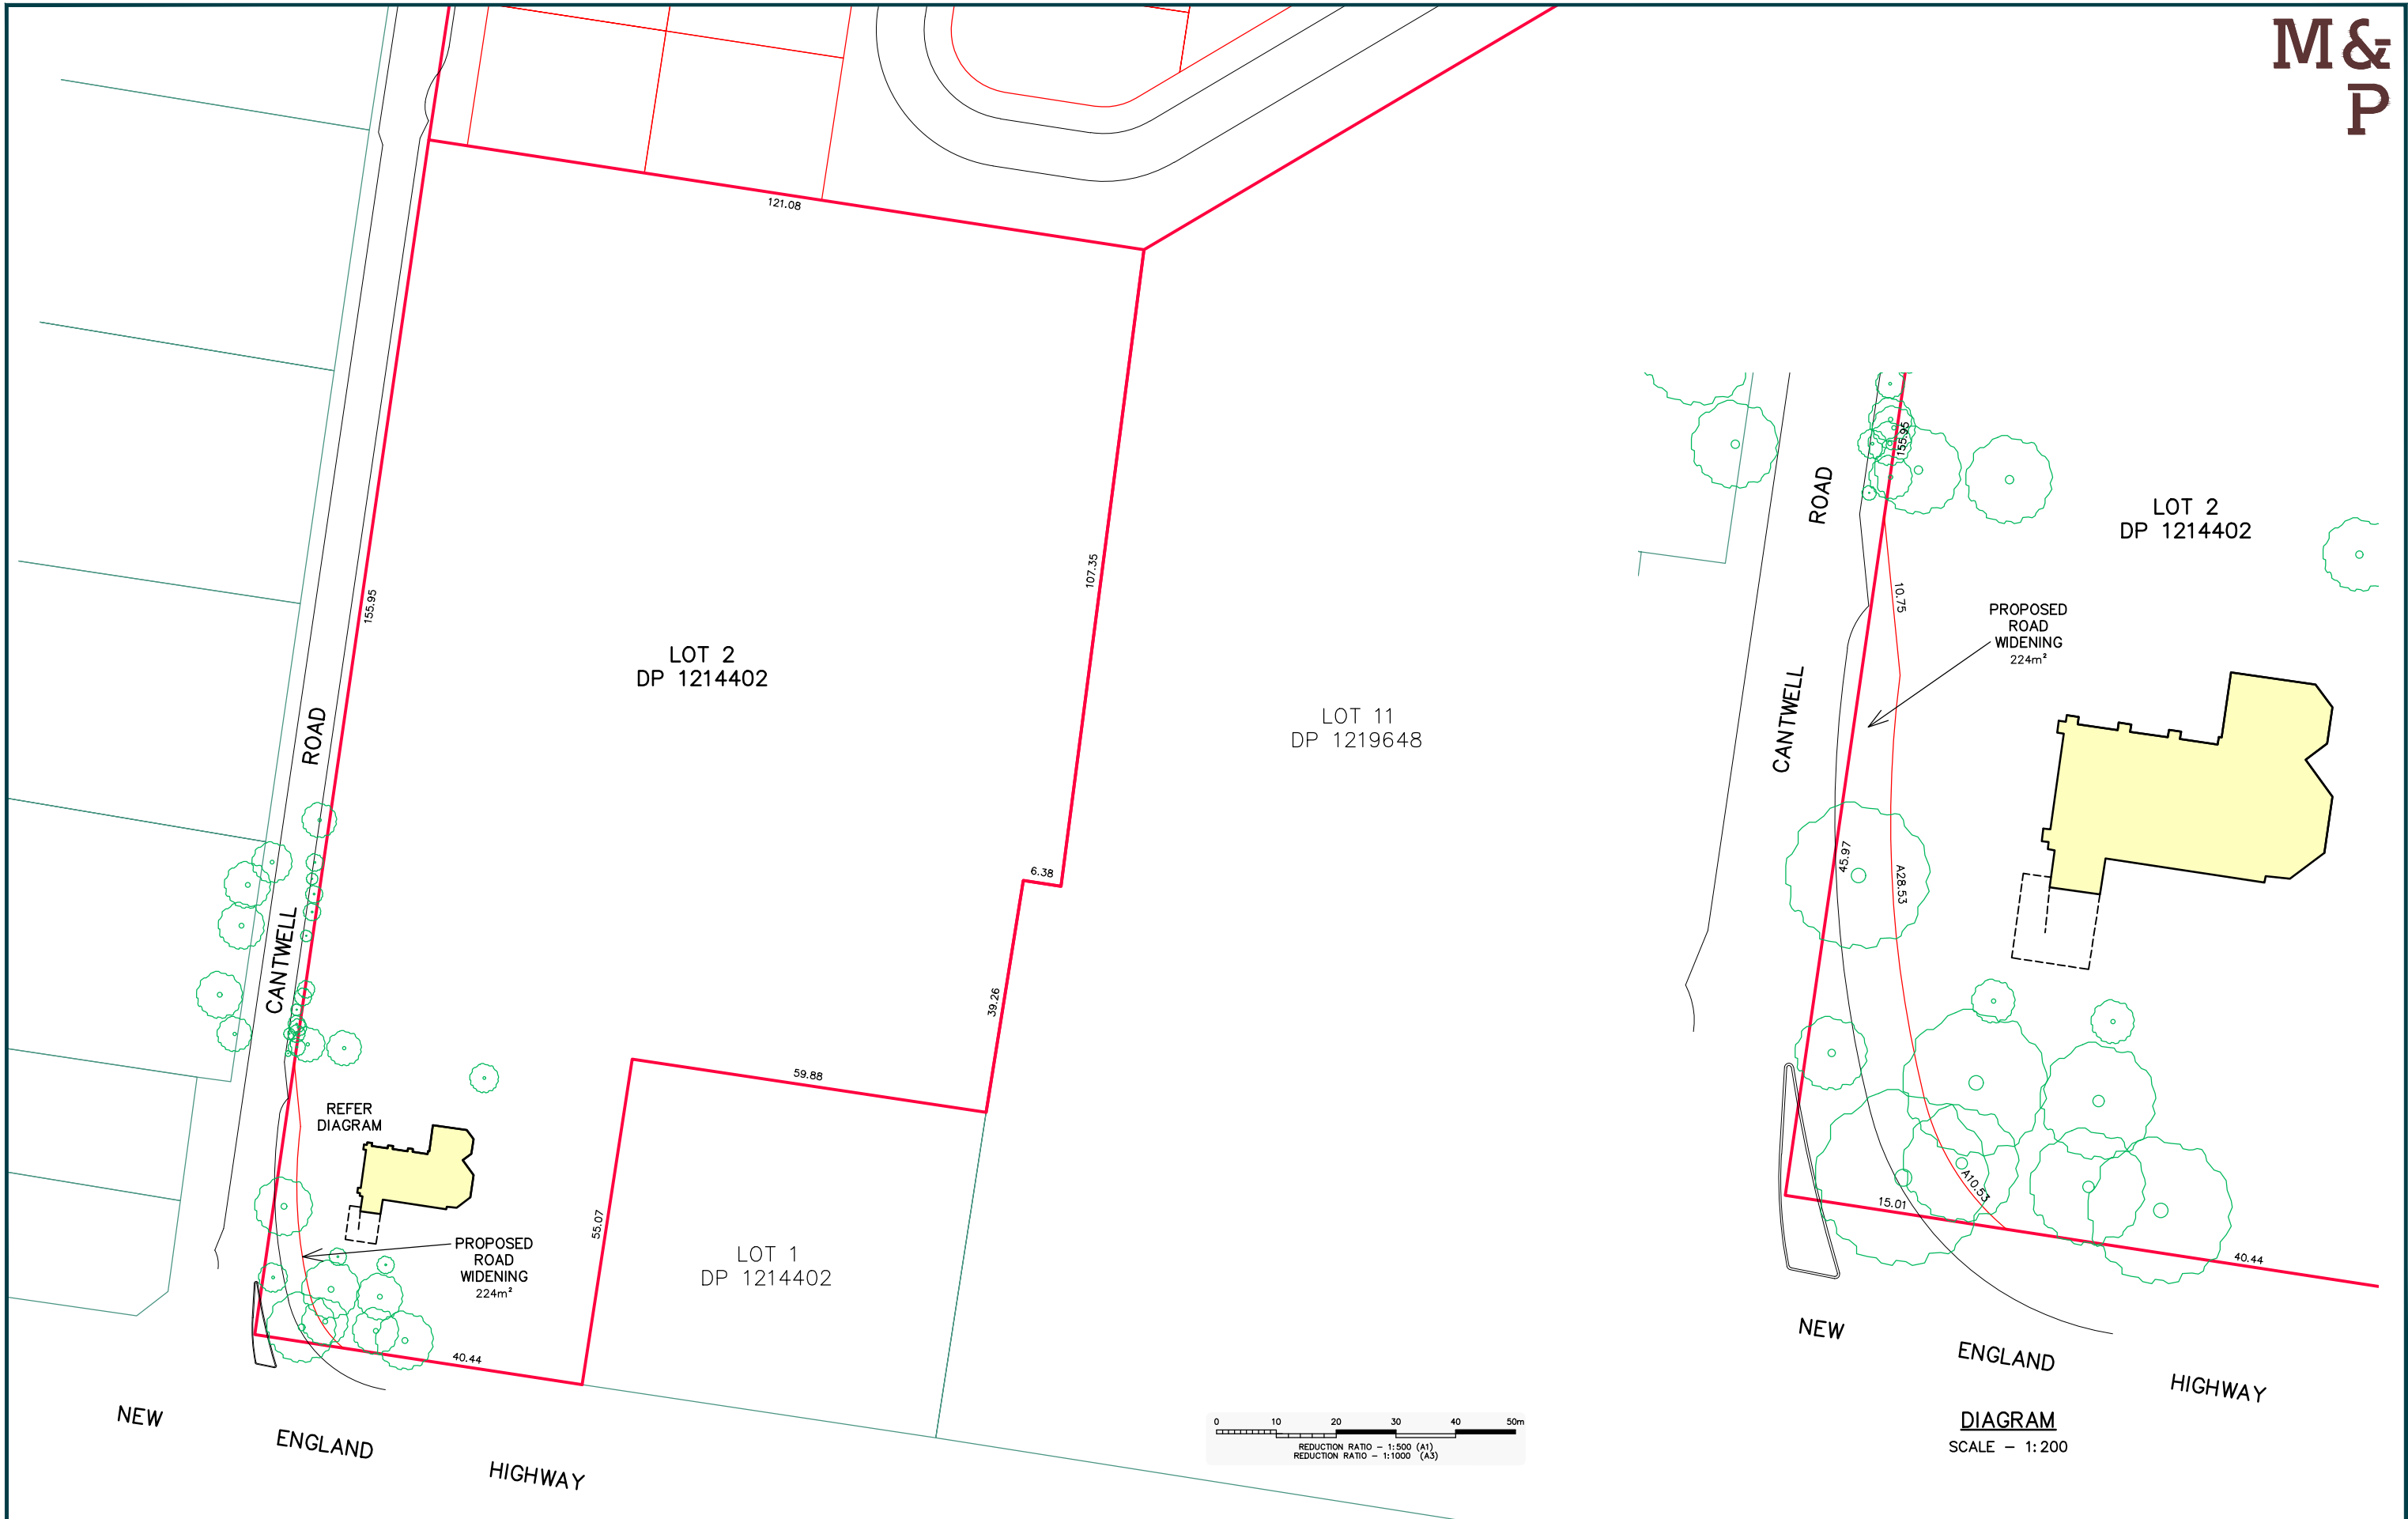 M&
P
121.08
155.95
107.35
LOT 2
DP 1214402
LOT 11
DP 1219648
ROAD
CANTWELL
6.38
39.26
59.88
55.07
REFER
DIAGRAM
PROPOSED
ROAD
WIDENING
224m²
LOT 1
DP 1214402
40.44
NEW
ENGLAND
HIGHWAY
0 10 20 30 40 50m
REDUCTION RATIO – 1:500 (A1)
REDUCTION RATIO – 1:1000 (A3)
155.95
ROAD
LOT 2
DP 1214402
10.75
PROPOSED
ROAD
WIDENING
224m²
CANTWELL
45.97
A28.53
A10.53
15.01
40.44
NEW
ENGLAND
HIGHWAY
DIAGRAM
SCALE – 1:200